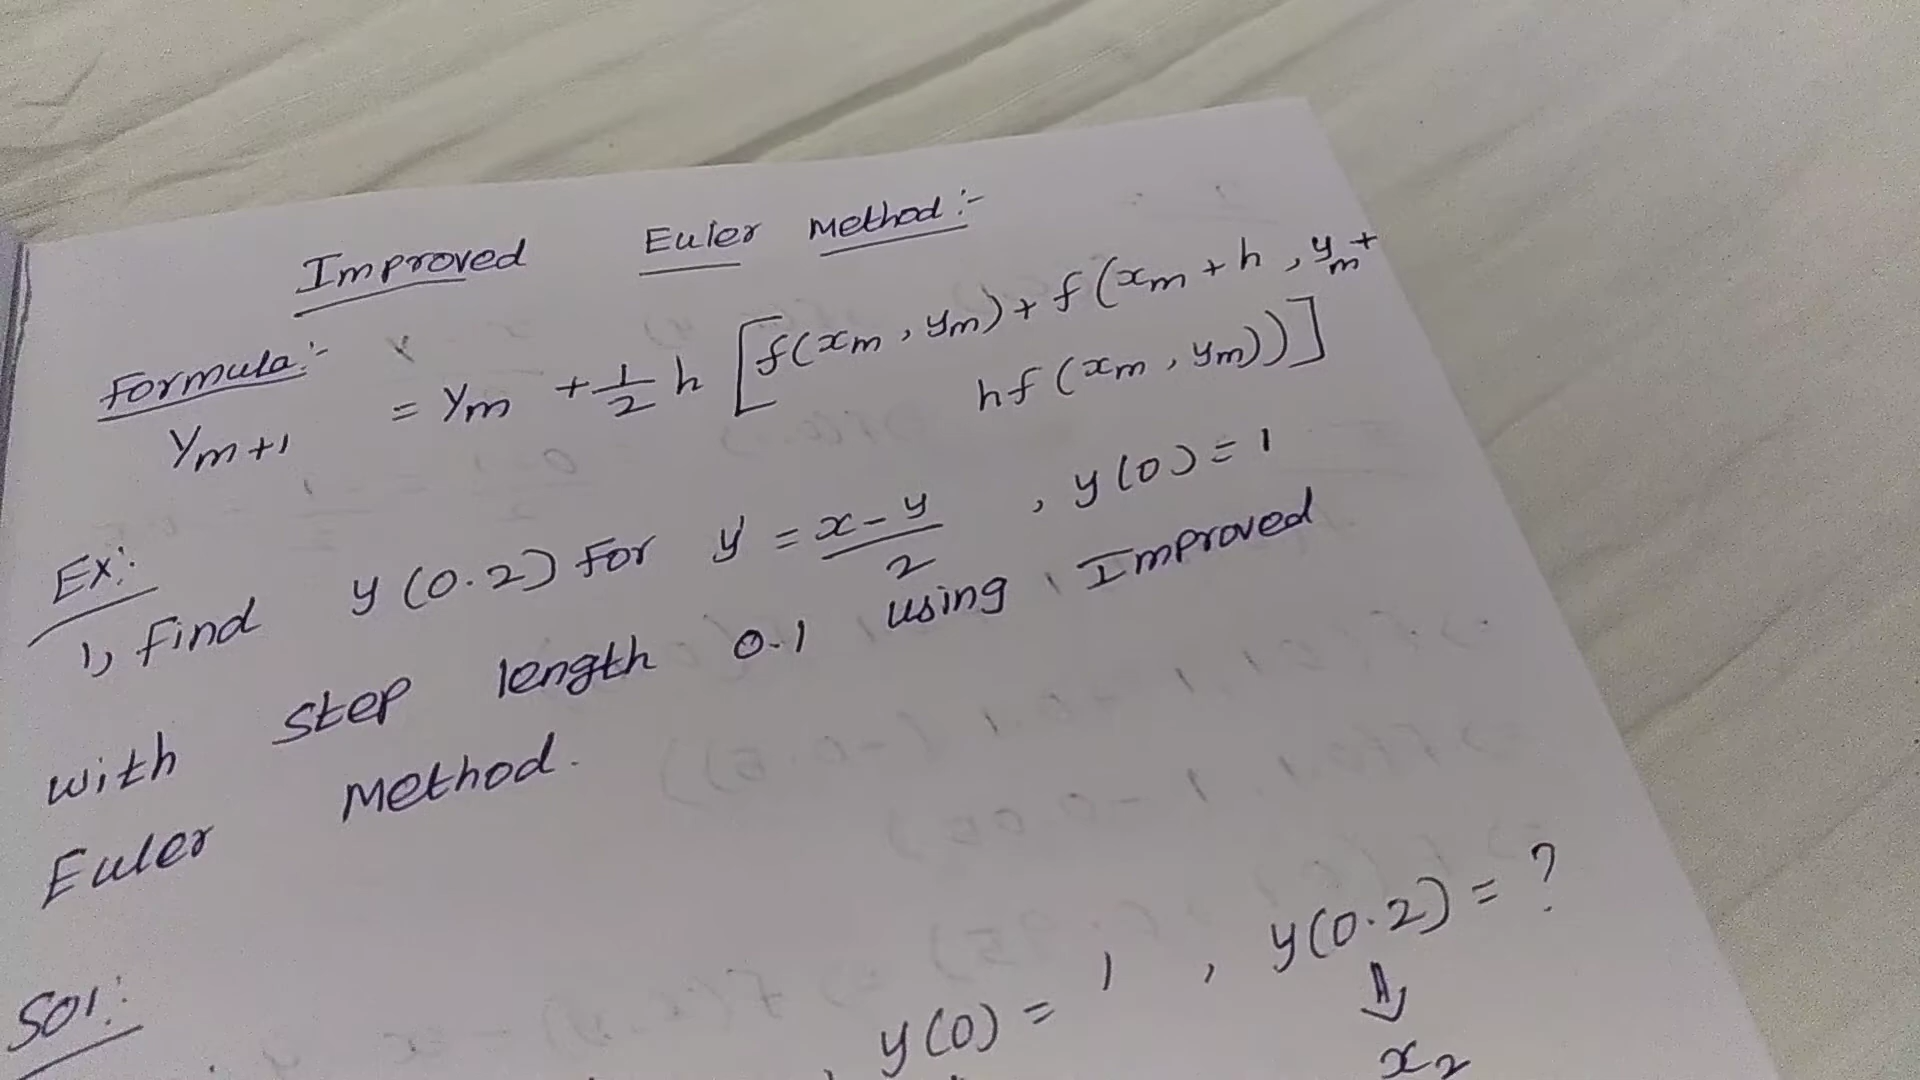 Improved Euler Method:-
Formula:-
Ym+1 = Ym + 1/2 h [f(xm, ym) + f(xm + h, ym +
hf(xm, ym))]
Ex:
1, Find y(0.2) for y' = x-y/2, y(0) = 1
with step length 0.1 using Improved
Euler Method.
Sol:
y(0) = 1, y(0.2) = ?
⇓
x2